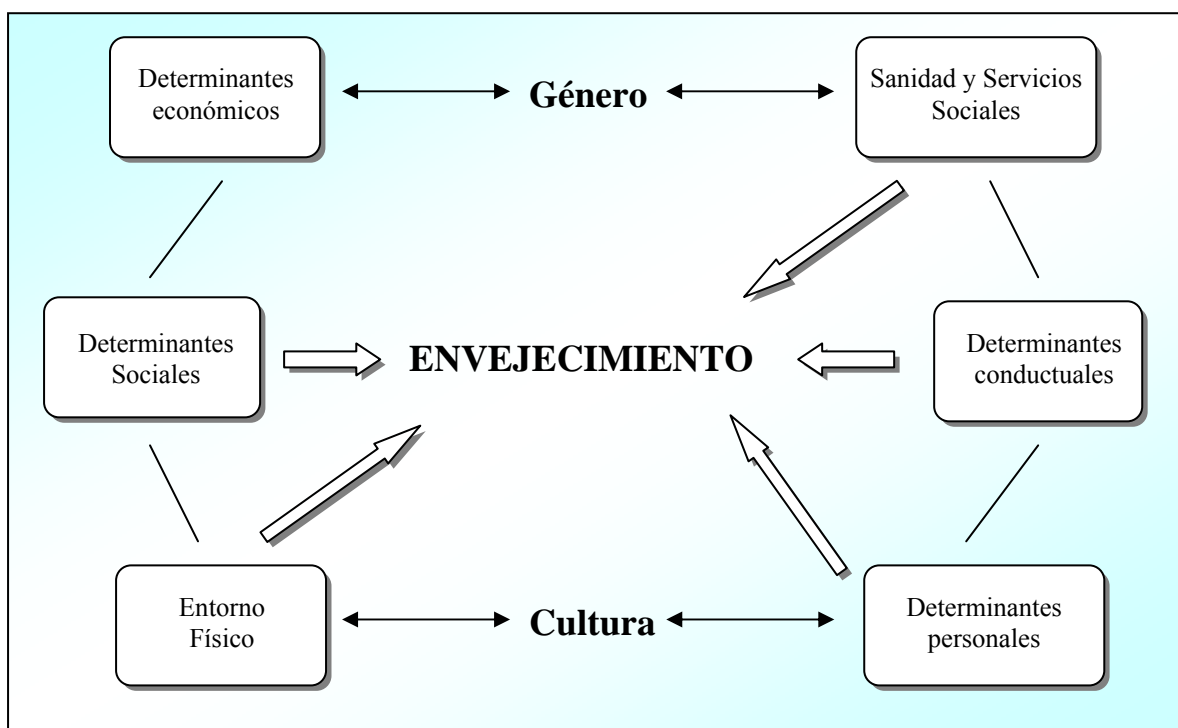 Determinantes
económicos
Género
Sanidad y Servicios
Sociales
Determinantes
Sociales
ENVEJECIMIENTO
Determinantes
conductuales
Entorno
Físico
Cultura
Determinantes
personales